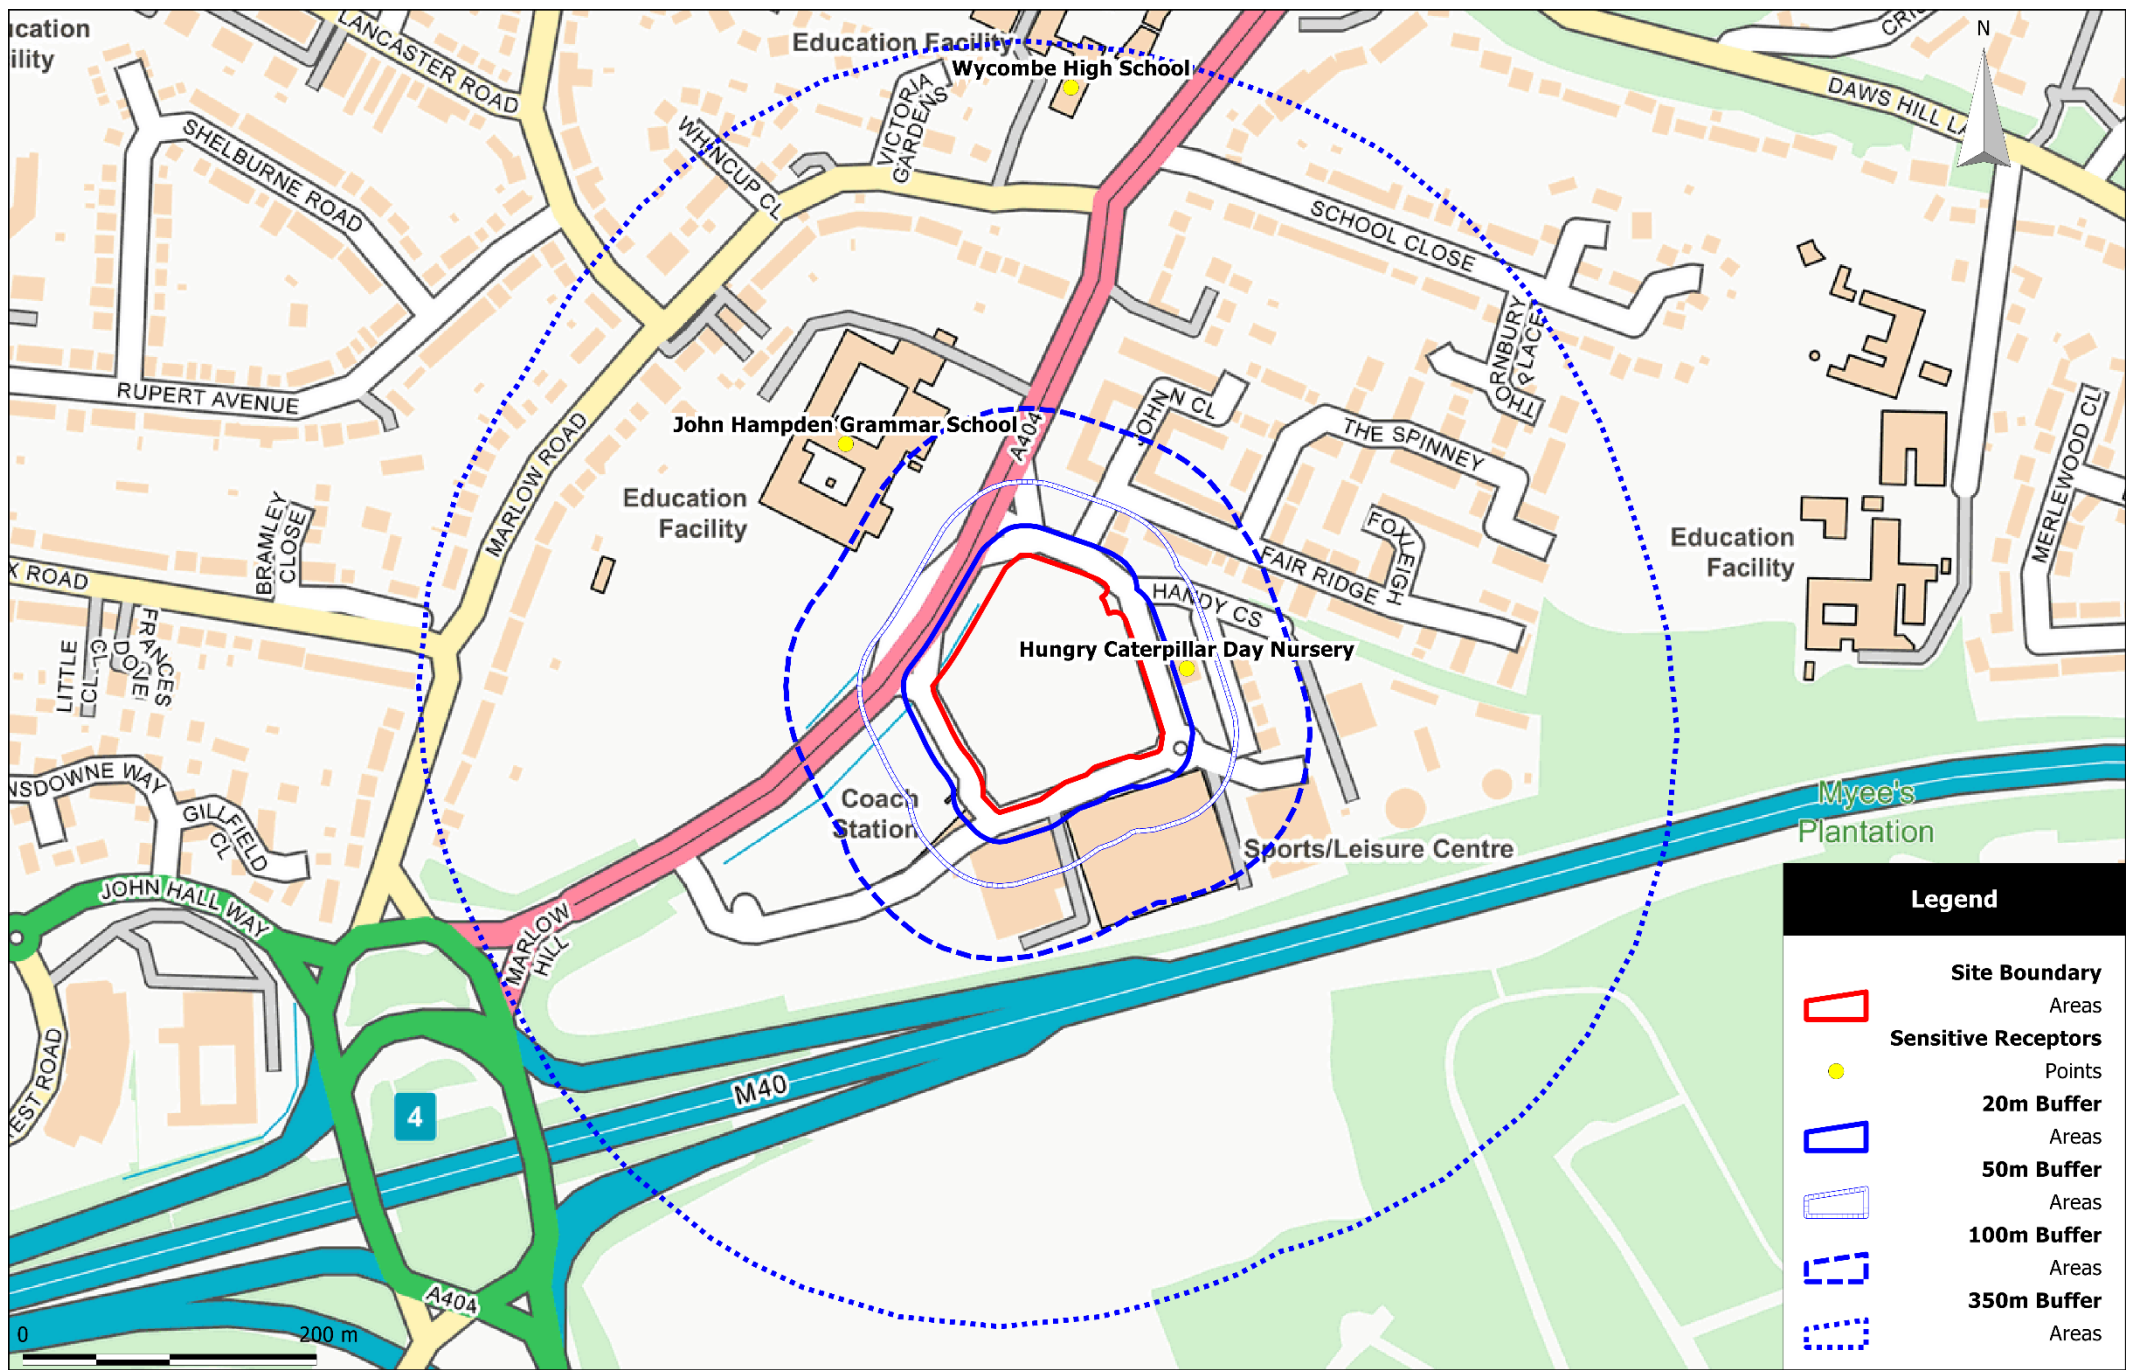 ication
ility
LANCASTER ROAD
Education Facility
Wycombe High School
VICTORIA
GARDENS
WHINCUP CL
SHELBURNE ROAD
N
DAWS HILL LA
SCHOOL CLOSE
THORNBURY
PLACE
RUPERT AVENUE
MARLOW ROAD
John Hampden Grammar School
A404
JOHN
N CL
THE SPINNEY
MERLEWOOD CL
Education
Facility
BRAMLEY
CLOSE
FOXLEIGH
FAIR RIDGE
Education
Facility
X ROAD
HANDY CS
Hungry Caterpillar Day Nursery
LITTLE
FRANCES
NSDOWNE WAY
GILLFIELD
CL
Coach
Station
Sports/Leisure Centre
Myee's
Plantation
JOHN HALL WAY
MARLOW
HILL
EST ROAD
M40
4
A404
0
200 m
Legend
Site Boundary
Areas
Sensitive Receptors
Points
20m Buffer
Areas
50m Buffer
Areas
100m Buffer
Areas
350m Buffer
Areas